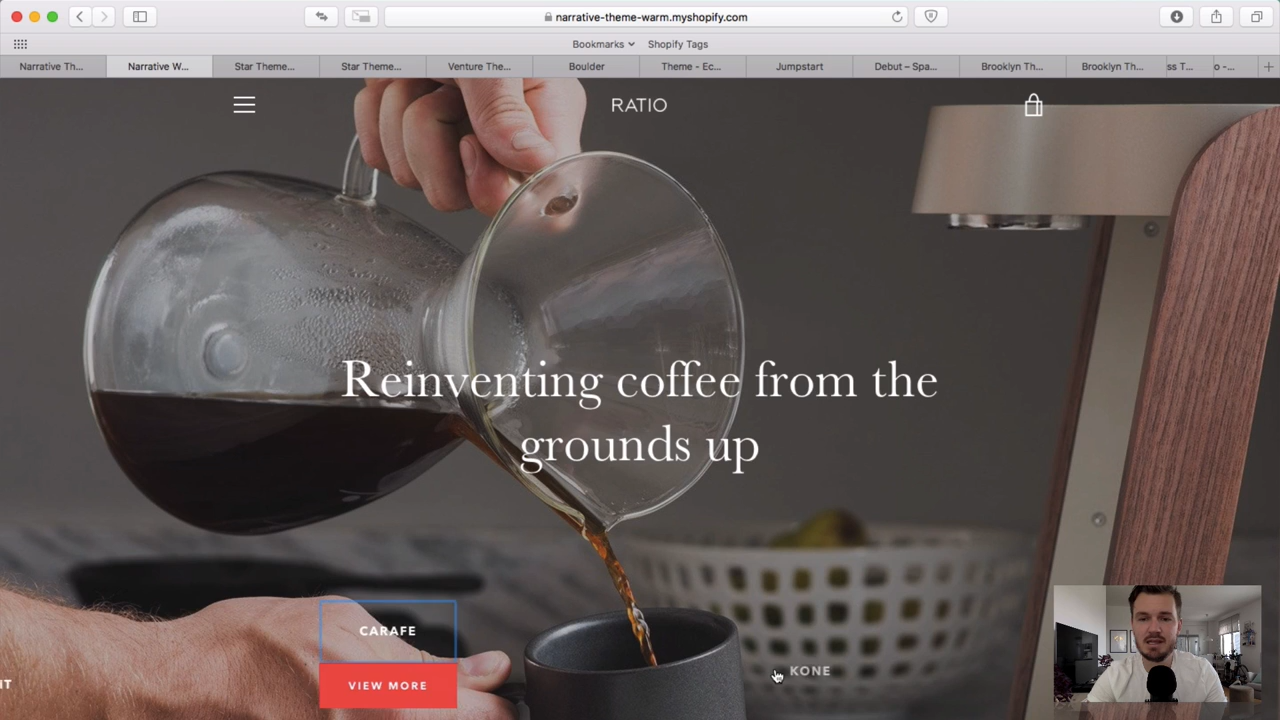 narrative-theme-warm.myshopify.com
Bookmarks
Shopify Tags
Narrative Th...
Narrative W...
Star Theme...
Star Theme...
Venture The...
Boulder
Theme - Ec...
Jumpstart
Debut – Spa...
Brooklyn Th...
Brooklyn Th...
ss T...
o -...
RATIO
Reinventing coffee from the
grounds up
CARAFE
VIEW MORE
KONE
IT